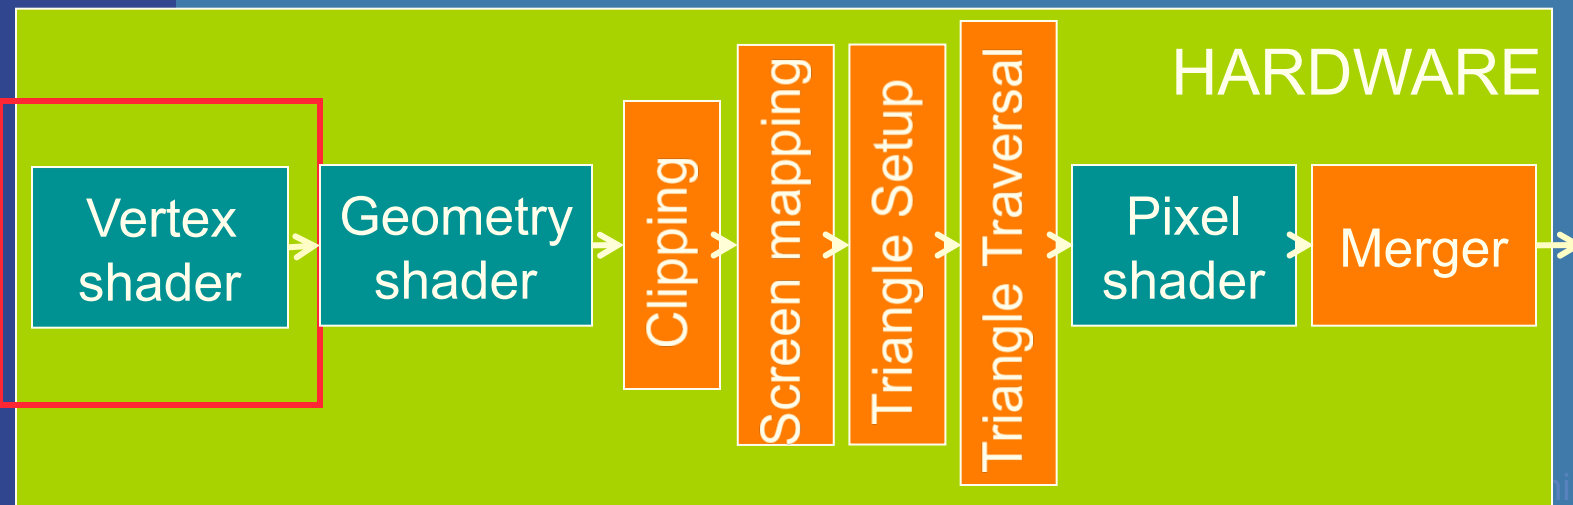 HARDWARE
Vertex
shader
Geometry
shader
Clipping
Screen mapping
Triangle Setup
Triangle Traversal
Pixel
shader
Merger